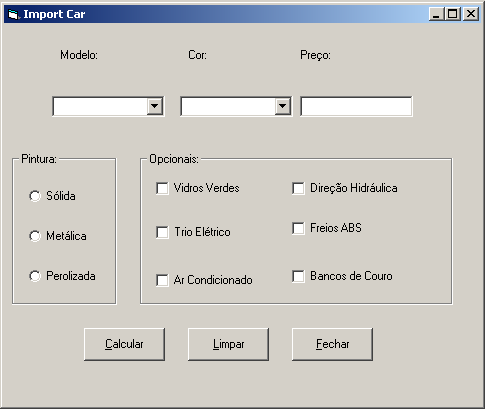 Import Car
Modelo: Cor: Preço:
Pintura: Opcionais:
Sólida Vidros Verdes Direção Hidráulica
Metálica Trio Elétrico Freios ABS
Perolizada Ar Condicionado Bancos de Couro
Calcular Limpar Fechar